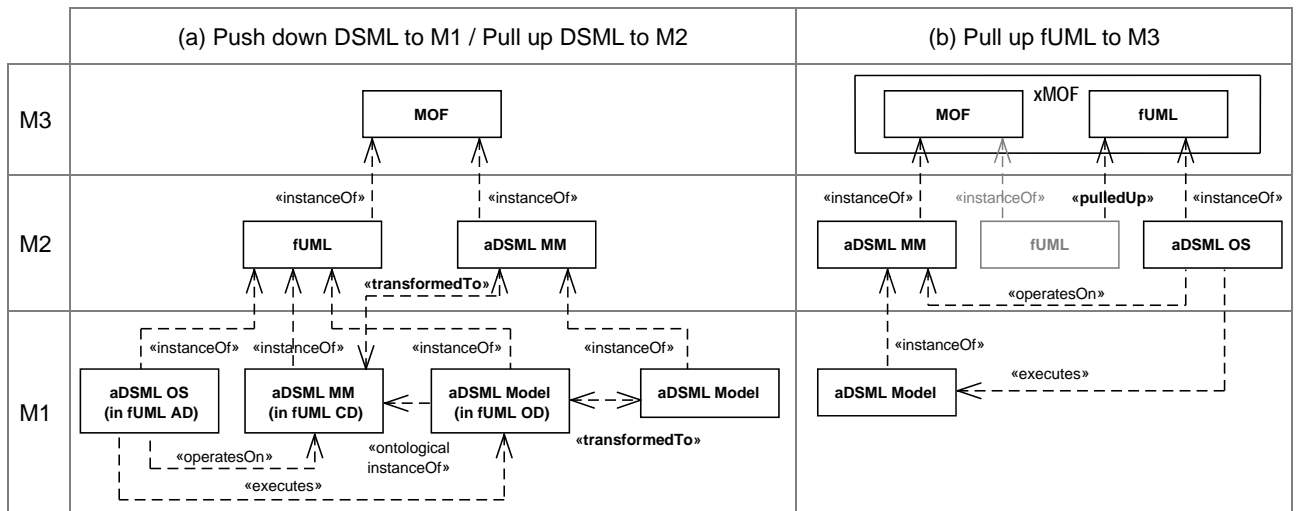 (a) Push down DSML to M1 / Pull up DSML to M2
(b) Pull up fUML to M3
M3
MOF
xMOF
MOF
fUML
«instanceOf»
«instanceOf»
«instanceOf»
«instanceOf»
«pulledUp»
«instanceOf»
M2
fUML
aDSML MM
aDSML MM
fUML
aDSML OS
«transformedTo»
«operatesOn»
M1
«instanceOf»
«instanceOf»
«instanceOf»
«instanceOf»
«instanceOf»
aDSML OS
(in fUML AD)
aDSML MM
(in fUML CD)
aDSML Model
(in fUML OD)
aDSML Model
aDSML Model
«executes»
«operatesOn»
«ontological
instanceOf»
«transformedTo»
«executes»